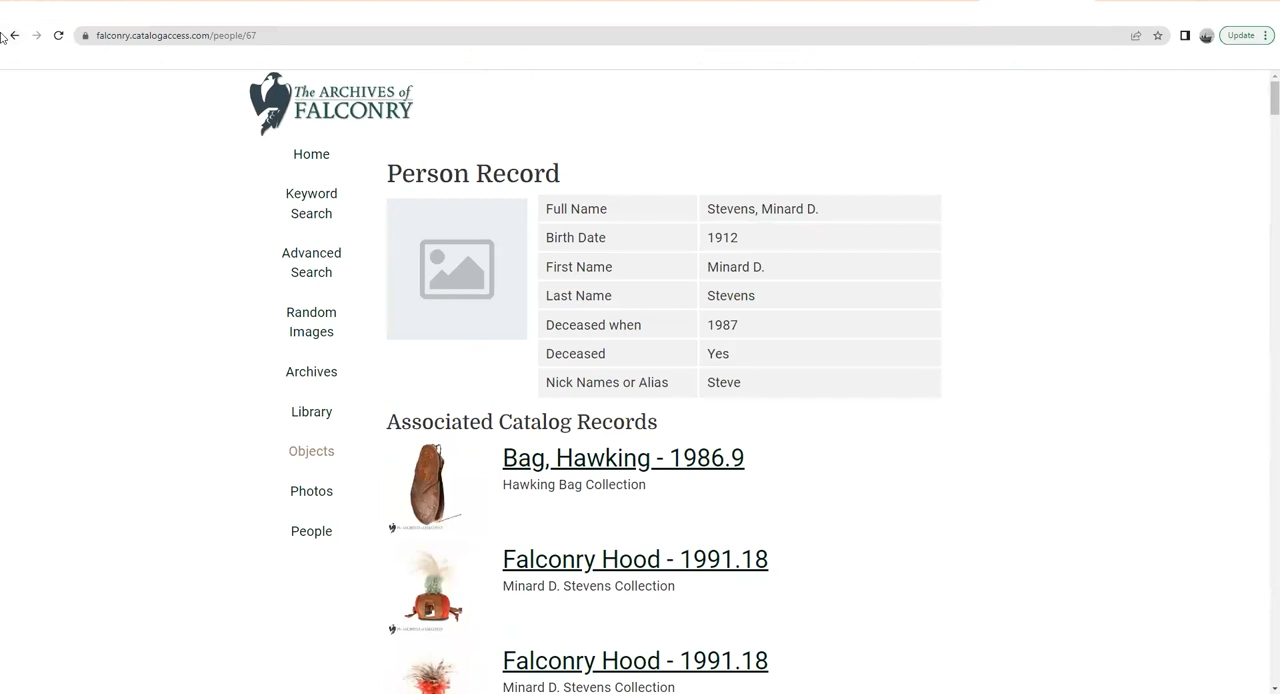 falconry.catalogaccess.com/people/67
Update
The ARCHIVES of
FALCONRY
Home
Keyword
Search
Advanced
Search
Random
Images
Archives
Library
Objects
Photos
People
Person Record
Full Name Stevens, Minard D.
Birth Date 1912
First Name Minard D.
Last Name Stevens
Deceased when 1987
Deceased Yes
Nick Names or Alias Steve
Associated Catalog Records
Bag, Hawking - 1986.9
Hawking Bag Collection
Falconry Hood - 1991.18
Minard D. Stevens Collection
Falconry Hood - 1991.18
Minard D. Stevens Collection